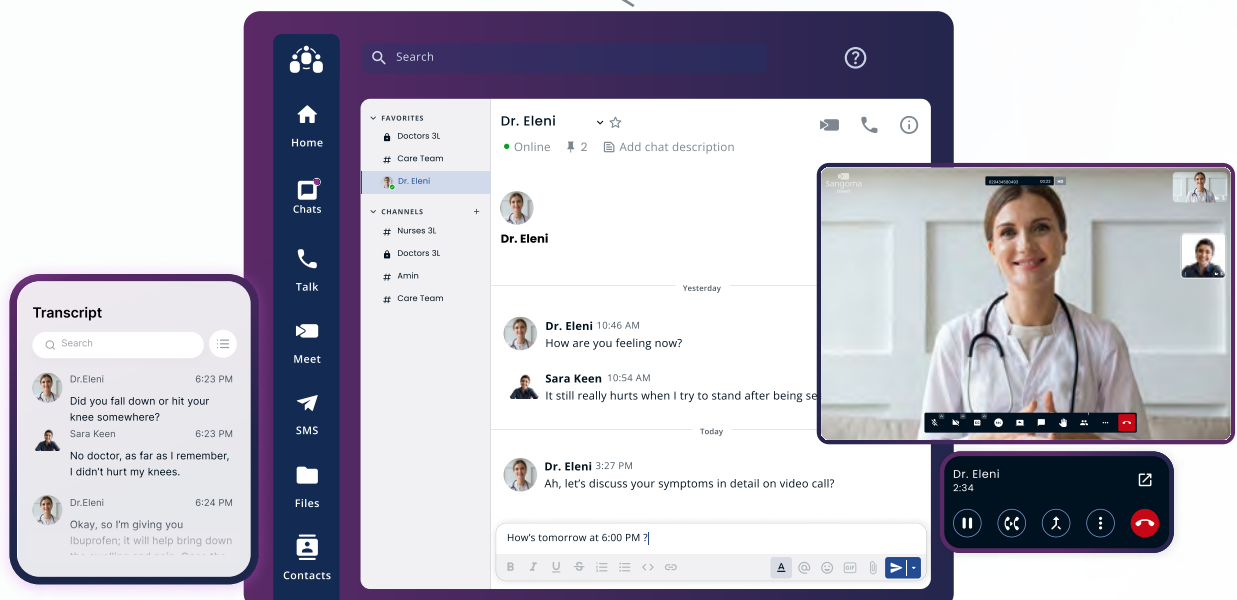 Search
Home
Chats
Talk
Meet
SMS
Files
Contacts
FAVORITES
Doctors 3L
# Care Team
Dr. Eleni
CHANNELS +
# Nurses 3L
Doctors 3L
# Amin
# Care Team
Dr. Eleni
Online 2 Add chat description
Dr. Eleni
Yesterday
Dr. Eleni 10:46 AM
How are you feeling now?
Sara Keen 10:54 AM
It still really hurts when I try to stand after being se
Today
Dr. Eleni 3:27 PM
Ah, let's discuss your symptoms in detail on video call?
How's tomorrow at 6:00 PM ?
B I U S
A @ GIF
Transcript
Search
Dr.Eleni 6:23 PM
Did you fall down or hit your
knee somewhere?
Sara Keen 6:23 PM
No doctor, as far as I remember,
I didn't hurt my knees.
Dr.Eleni 6:24 PM
Okay, so I'm giving you
Ibuprofen; it will help bring down
Sangoma
Dr. Eleni
2:34